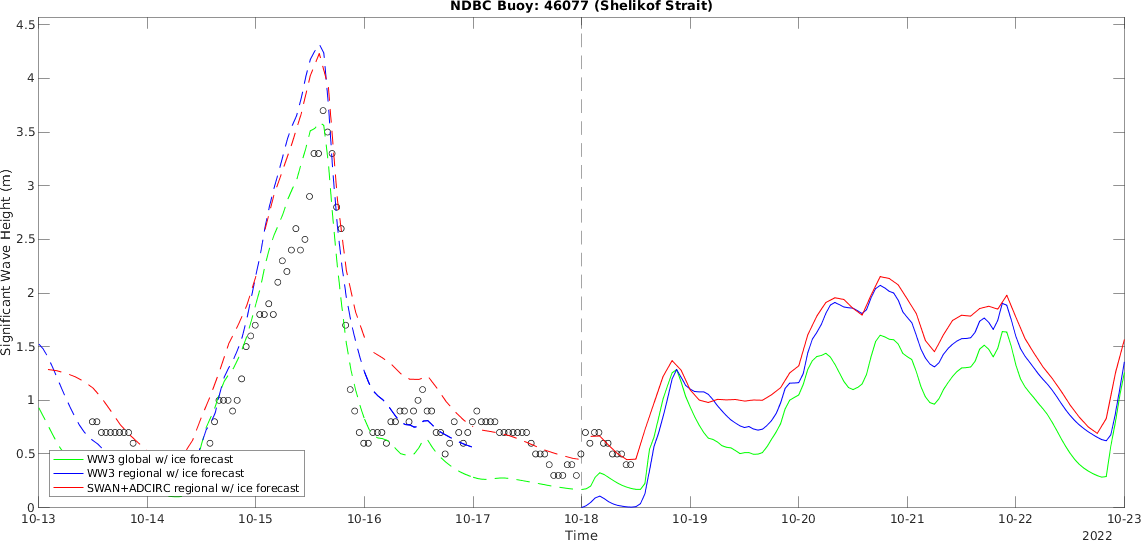 NDBC Buoy: 46077 (Shelikof Strait)
Significant Wave Height (m)
4.5
4
3.5
3
2.5
2
1.5
1
0.5
0
WW3 global w/ ice forecast
WW3 regional w/ ice forecast
SWAN+ADCIRC regional w/ ice forecast
10-13 10-14 10-15 10-16 10-17 10-18 10-19 10-20 10-21 10-22 10-23
Time
2022